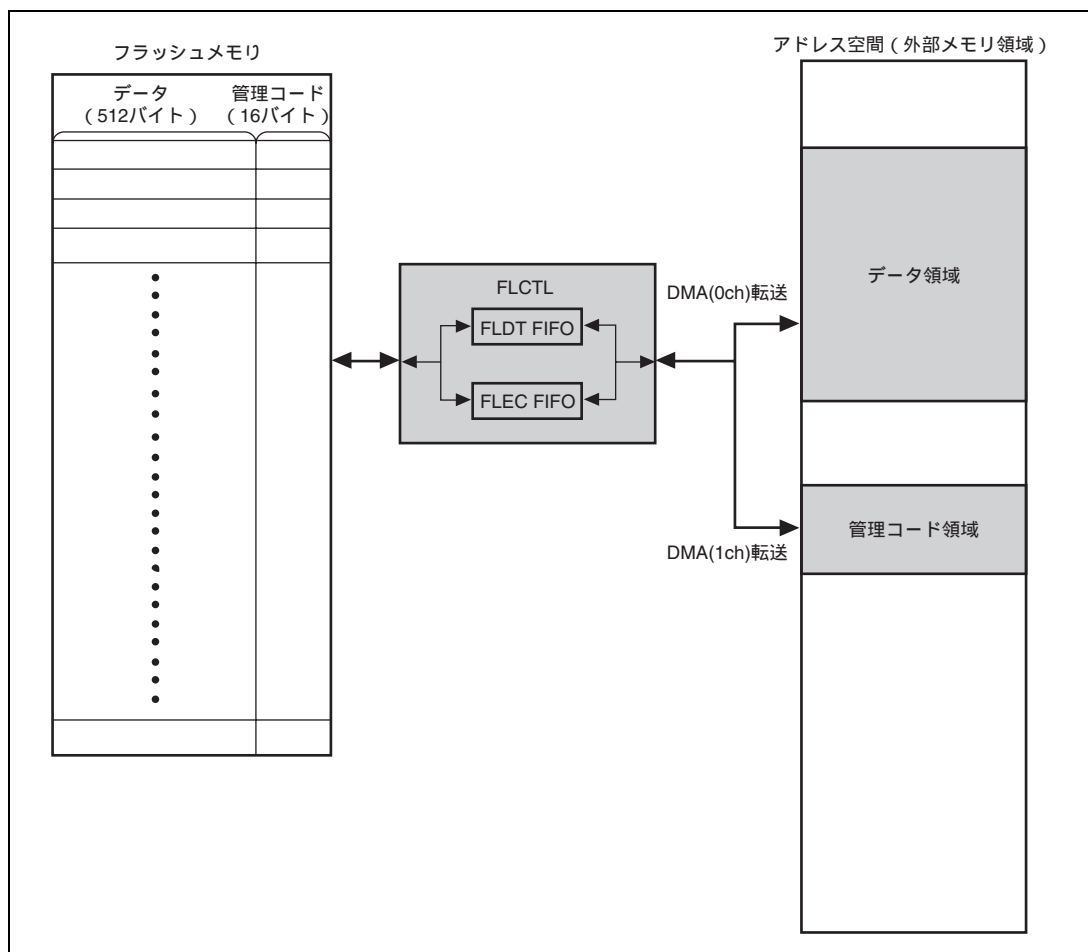 フラッシュメモリ
データ
(512バイト)
管理コード
(16バイト)
FLCTL
FLDT FIFO
FLEC FIFO
DMA(0ch)転送
DMA(1ch)転送
アドレス空間(外部メモリ領域)
データ領域
管理コード領域